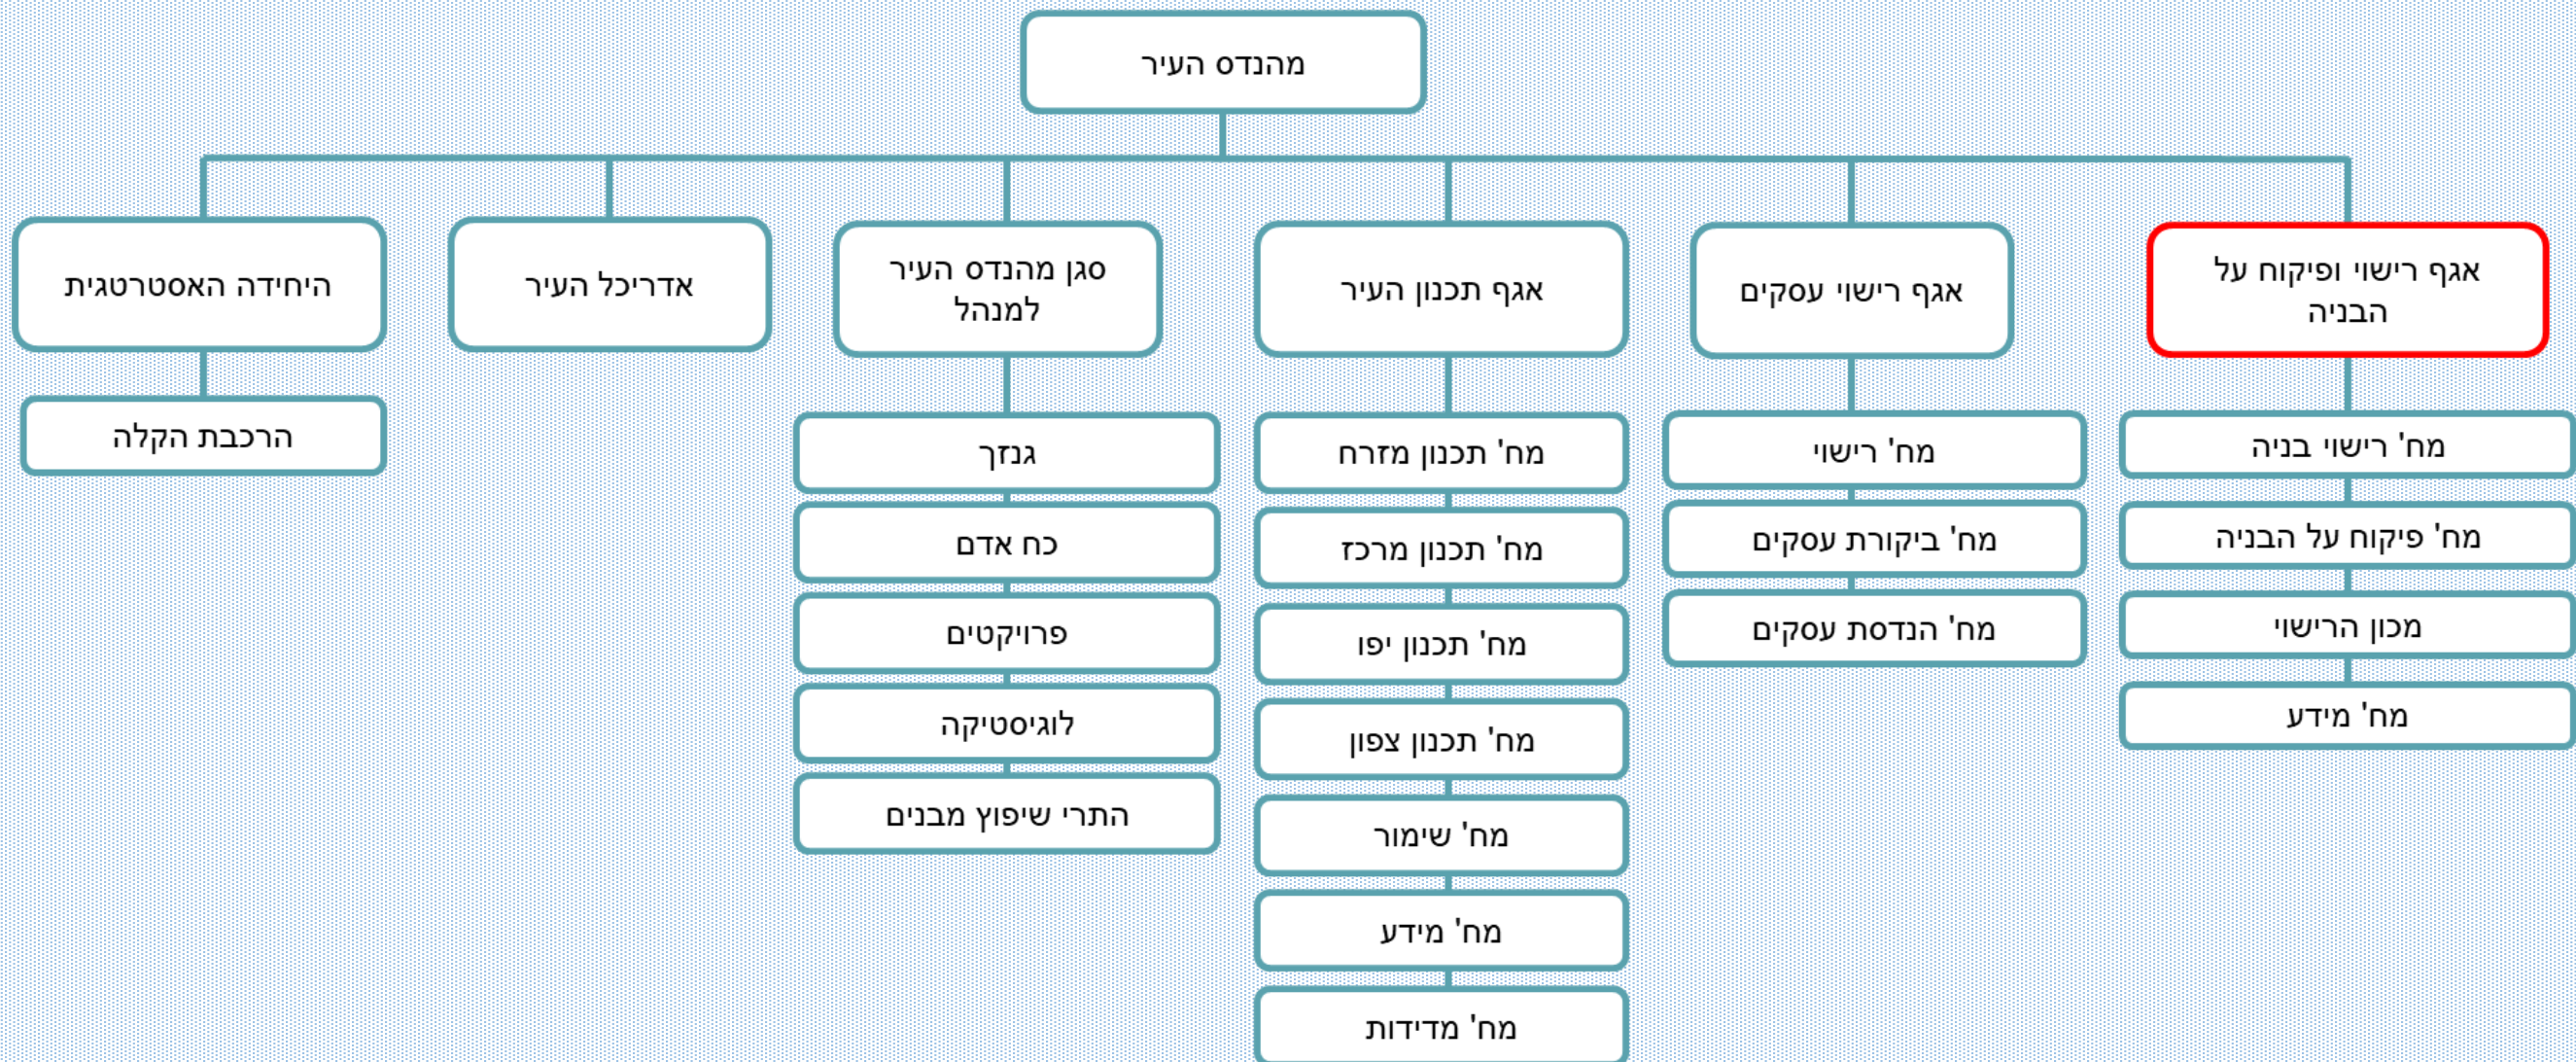 מהנדס העיר
אגף רישוי ופיקוח על
הבניה
מח' רישוי בניה
מח' פיקוח על הבניה
מכון הרישוי
מח' מידע
אגף רישוי עסקים
מח' רישוי
מח' ביקורת עסקים
מח' הנדסת עסקים
אגף תכנון העיר
מח' תכנון מזרח
מח' תכנון מרכז
מח' תכנון יפו
מח' תכנון צפון
מח' שימור
מח' מידע
מח' מדידות
סגן מהנדס העיר
למנהל
גנזך
כח אדם
פרויקטים
לוגיסטיקה
התרי שיפוץ מבנים
אדריכל העיר
היחידה האסטרטגית
הרכבת הקלה